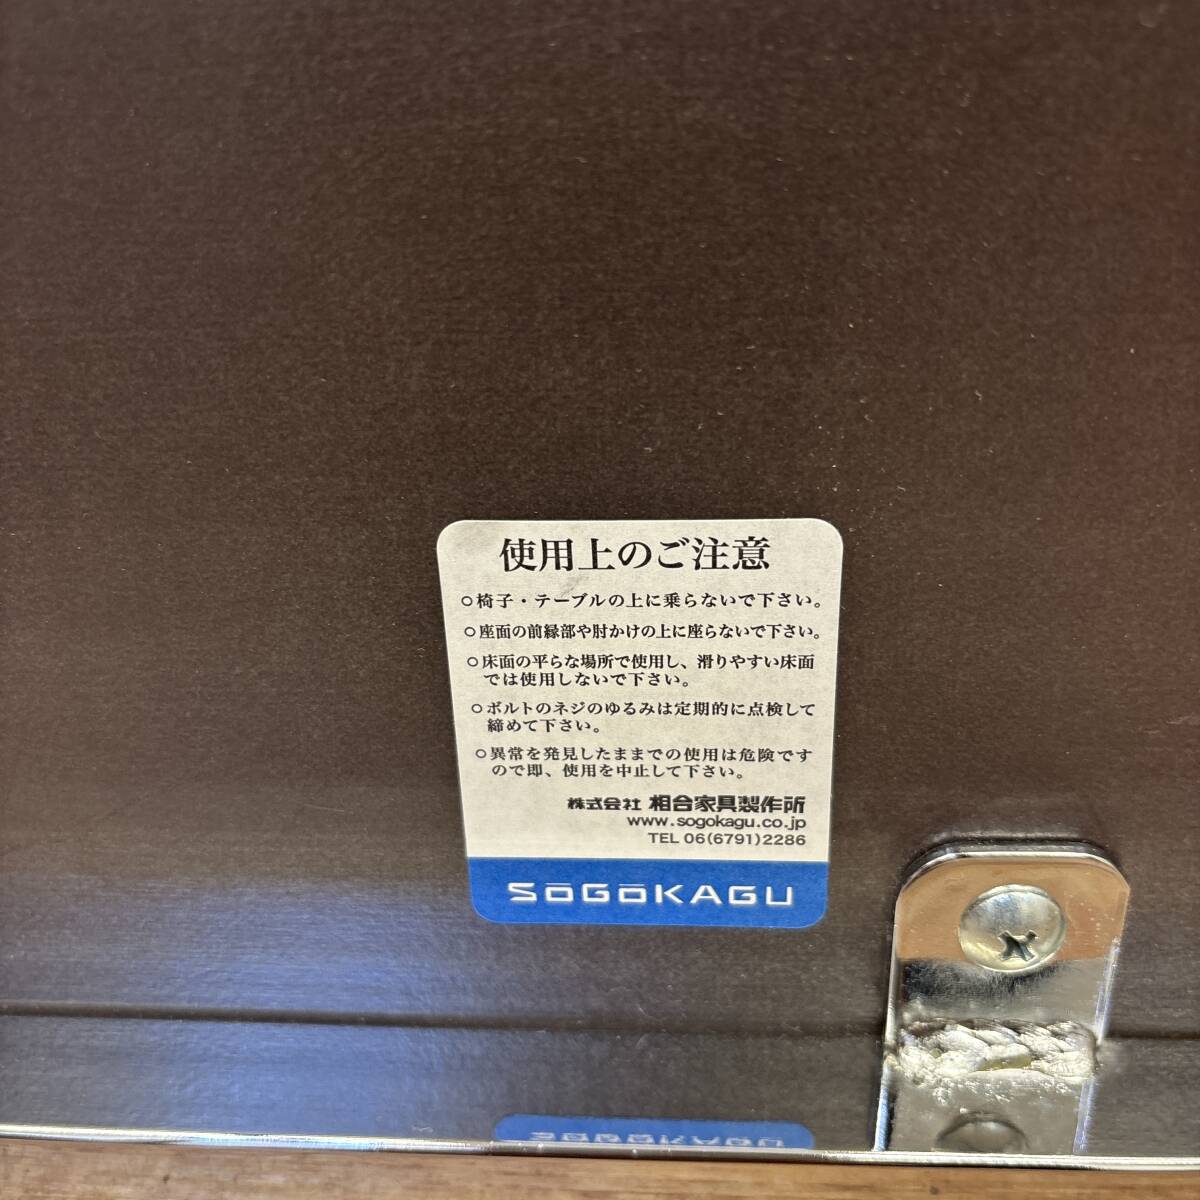 使用上のご注意
○椅子・テーブルの上に乗らないで下さい。
○座面の前縁部や肘かけの上に座らないで下さい。
○床面の平らな場所で使用し、滑りやすい床面
では使用しないで下さい。
○ボルトのネジのゆるみは定期的に点検して
締めて下さい。
○異常を発見したままでの使用は危険です
ので即、使用を中止して下さい。
株式会社 相合家具製作所
www.sogokagu.co.jp
TEL 06(6791)2286
SōGōKAGU